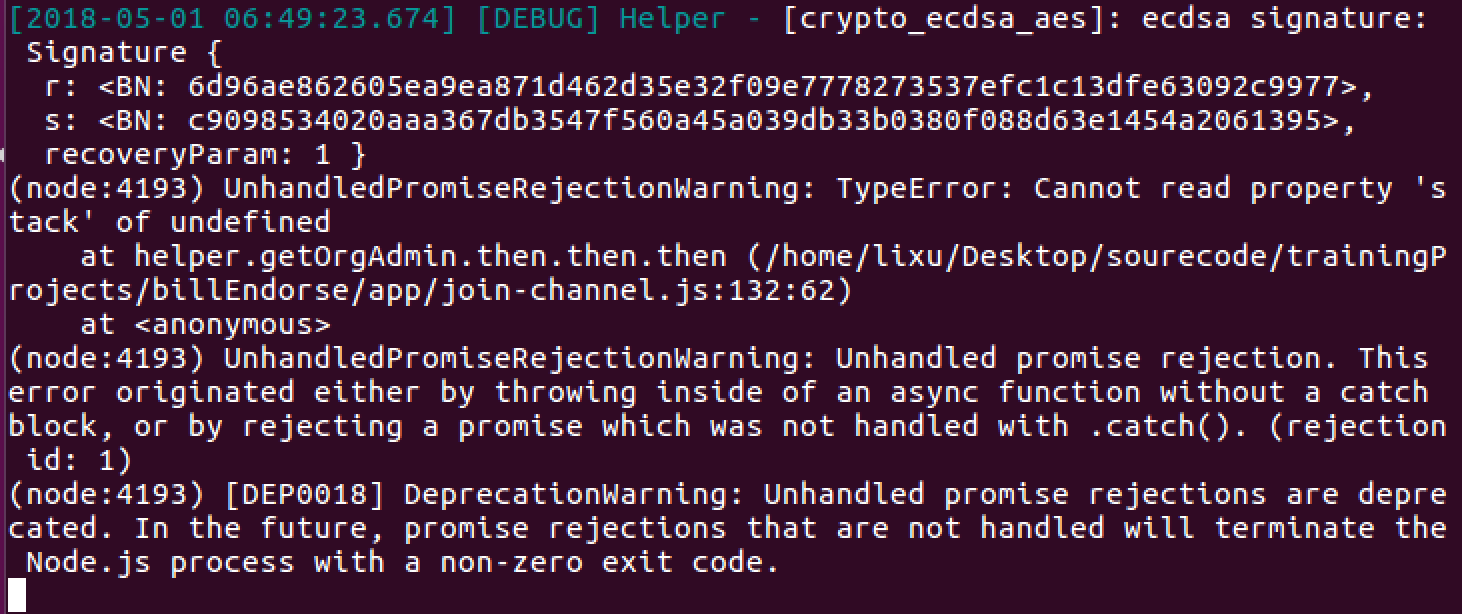 [2018-05-01 06:49:23.674] [DEBUG] Helper - [crypto_ecdsa_aes]: ecdsa signature:
 Signature {
  r: <BN: 6d96ae862605ea9ea871d462d35e32f09e7778273537efc1c13dfe63092c9977>,
  s: <BN: c9098534020aaa367db3547f560a45a039db33b0380f088d63e1454a2061395>,
  recoveryParam: 1 }
(node:4193) UnhandledPromiseRejectionWarning: TypeError: Cannot read property 's
tack' of undefined
    at helper.getOrgAdmin.then.then.then (/home/lixu/Desktop/sourecode/trainingP
rojects/billEndorse/app/join-channel.js:132:62)
    at <anonymous>
(node:4193) UnhandledPromiseRejectionWarning: Unhandled promise rejection. This
error originated either by throwing inside of an async function without a catch
block, or by rejecting a promise which was not handled with .catch(). (rejection
 id: 1)
(node:4193) [DEP0018] DeprecationWarning: Unhandled promise rejections are depre
cated. In the future, promise rejections that are not handled will terminate the
 Node.js process with a non-zero exit code.